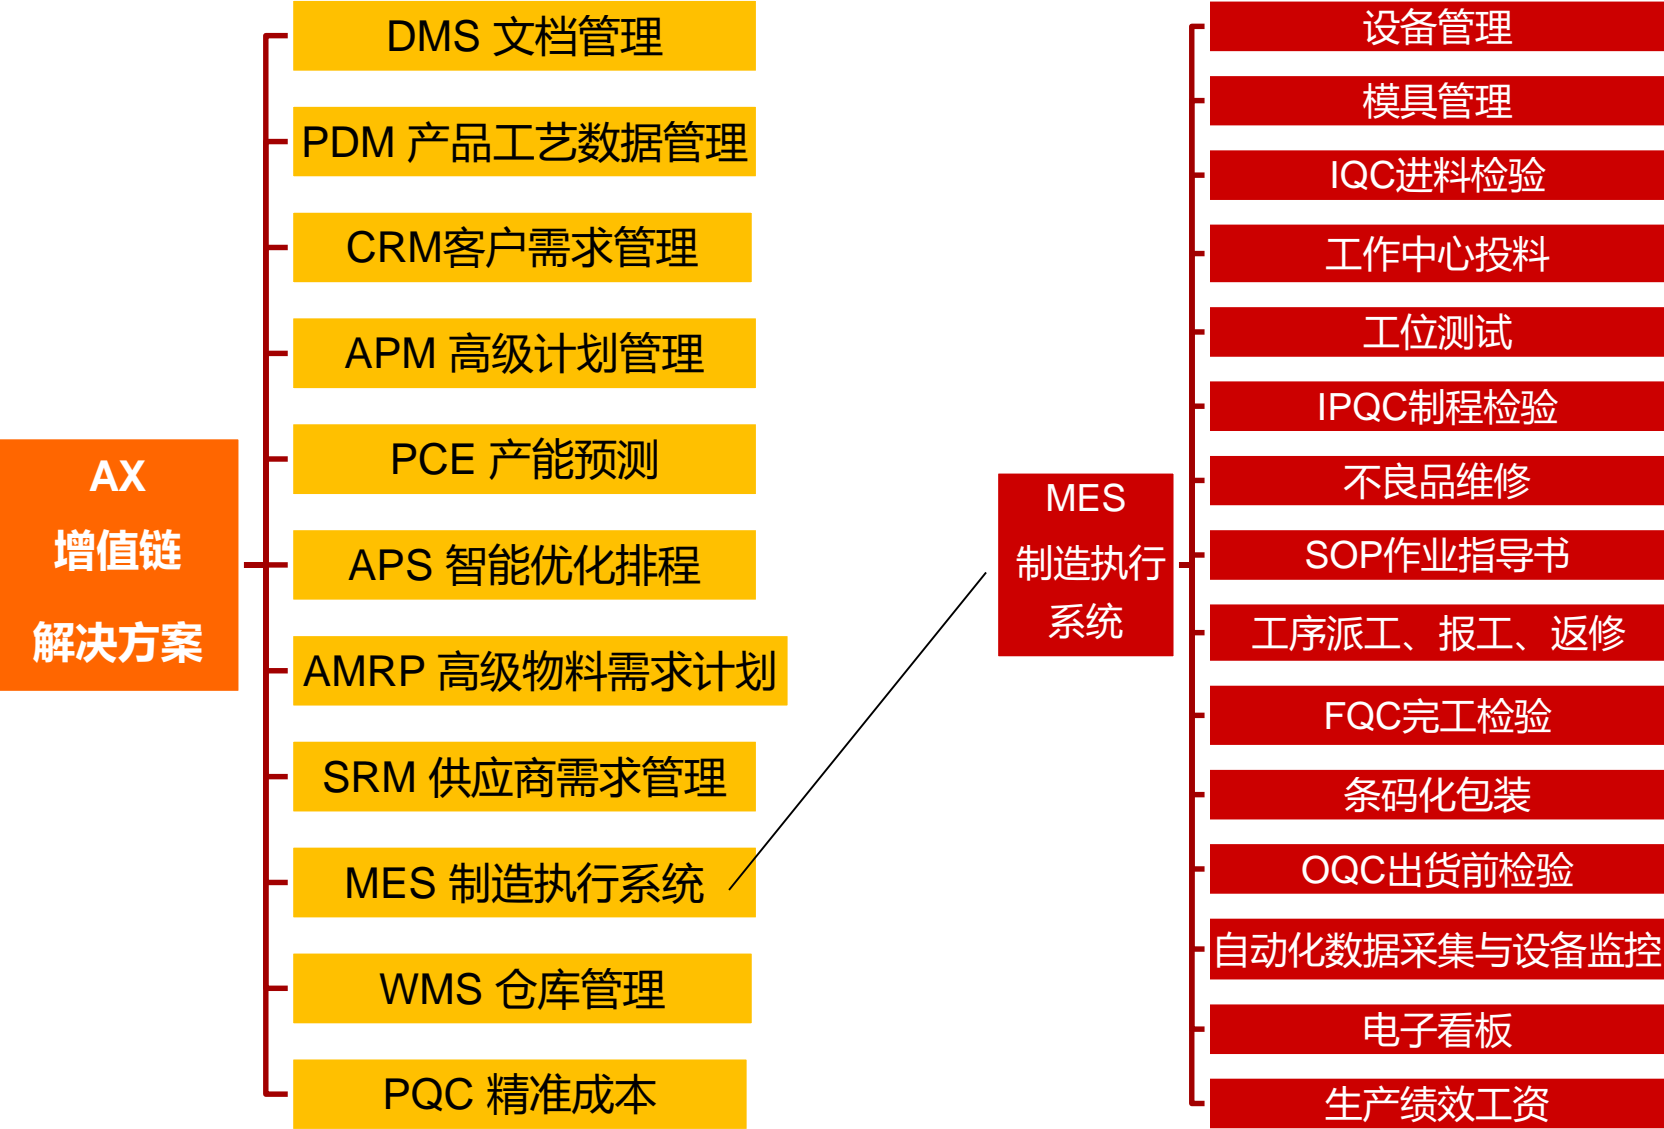 AX
增值链
解决方案
DMS 文档管理
PDM 产品工艺数据管理
CRM客户需求管理
APM 高级计划管理
PCE 产能预测
APS 智能优化排程
AMRP 高级物料需求计划
SRM 供应商需求管理
MES 制造执行系统
WMS 仓库管理
PQC 精准成本
MES
制造执行
系统
设备管理
模具管理
IQC进料检验
工作中心投料
工位测试
IPQC制程检验
不良品维修
SOP作业指导书
工序派工、报工、返修
FQC完工检验
条码化包装
OQC出货前检验
自动化数据采集与设备监控
电子看板
生产绩效工资